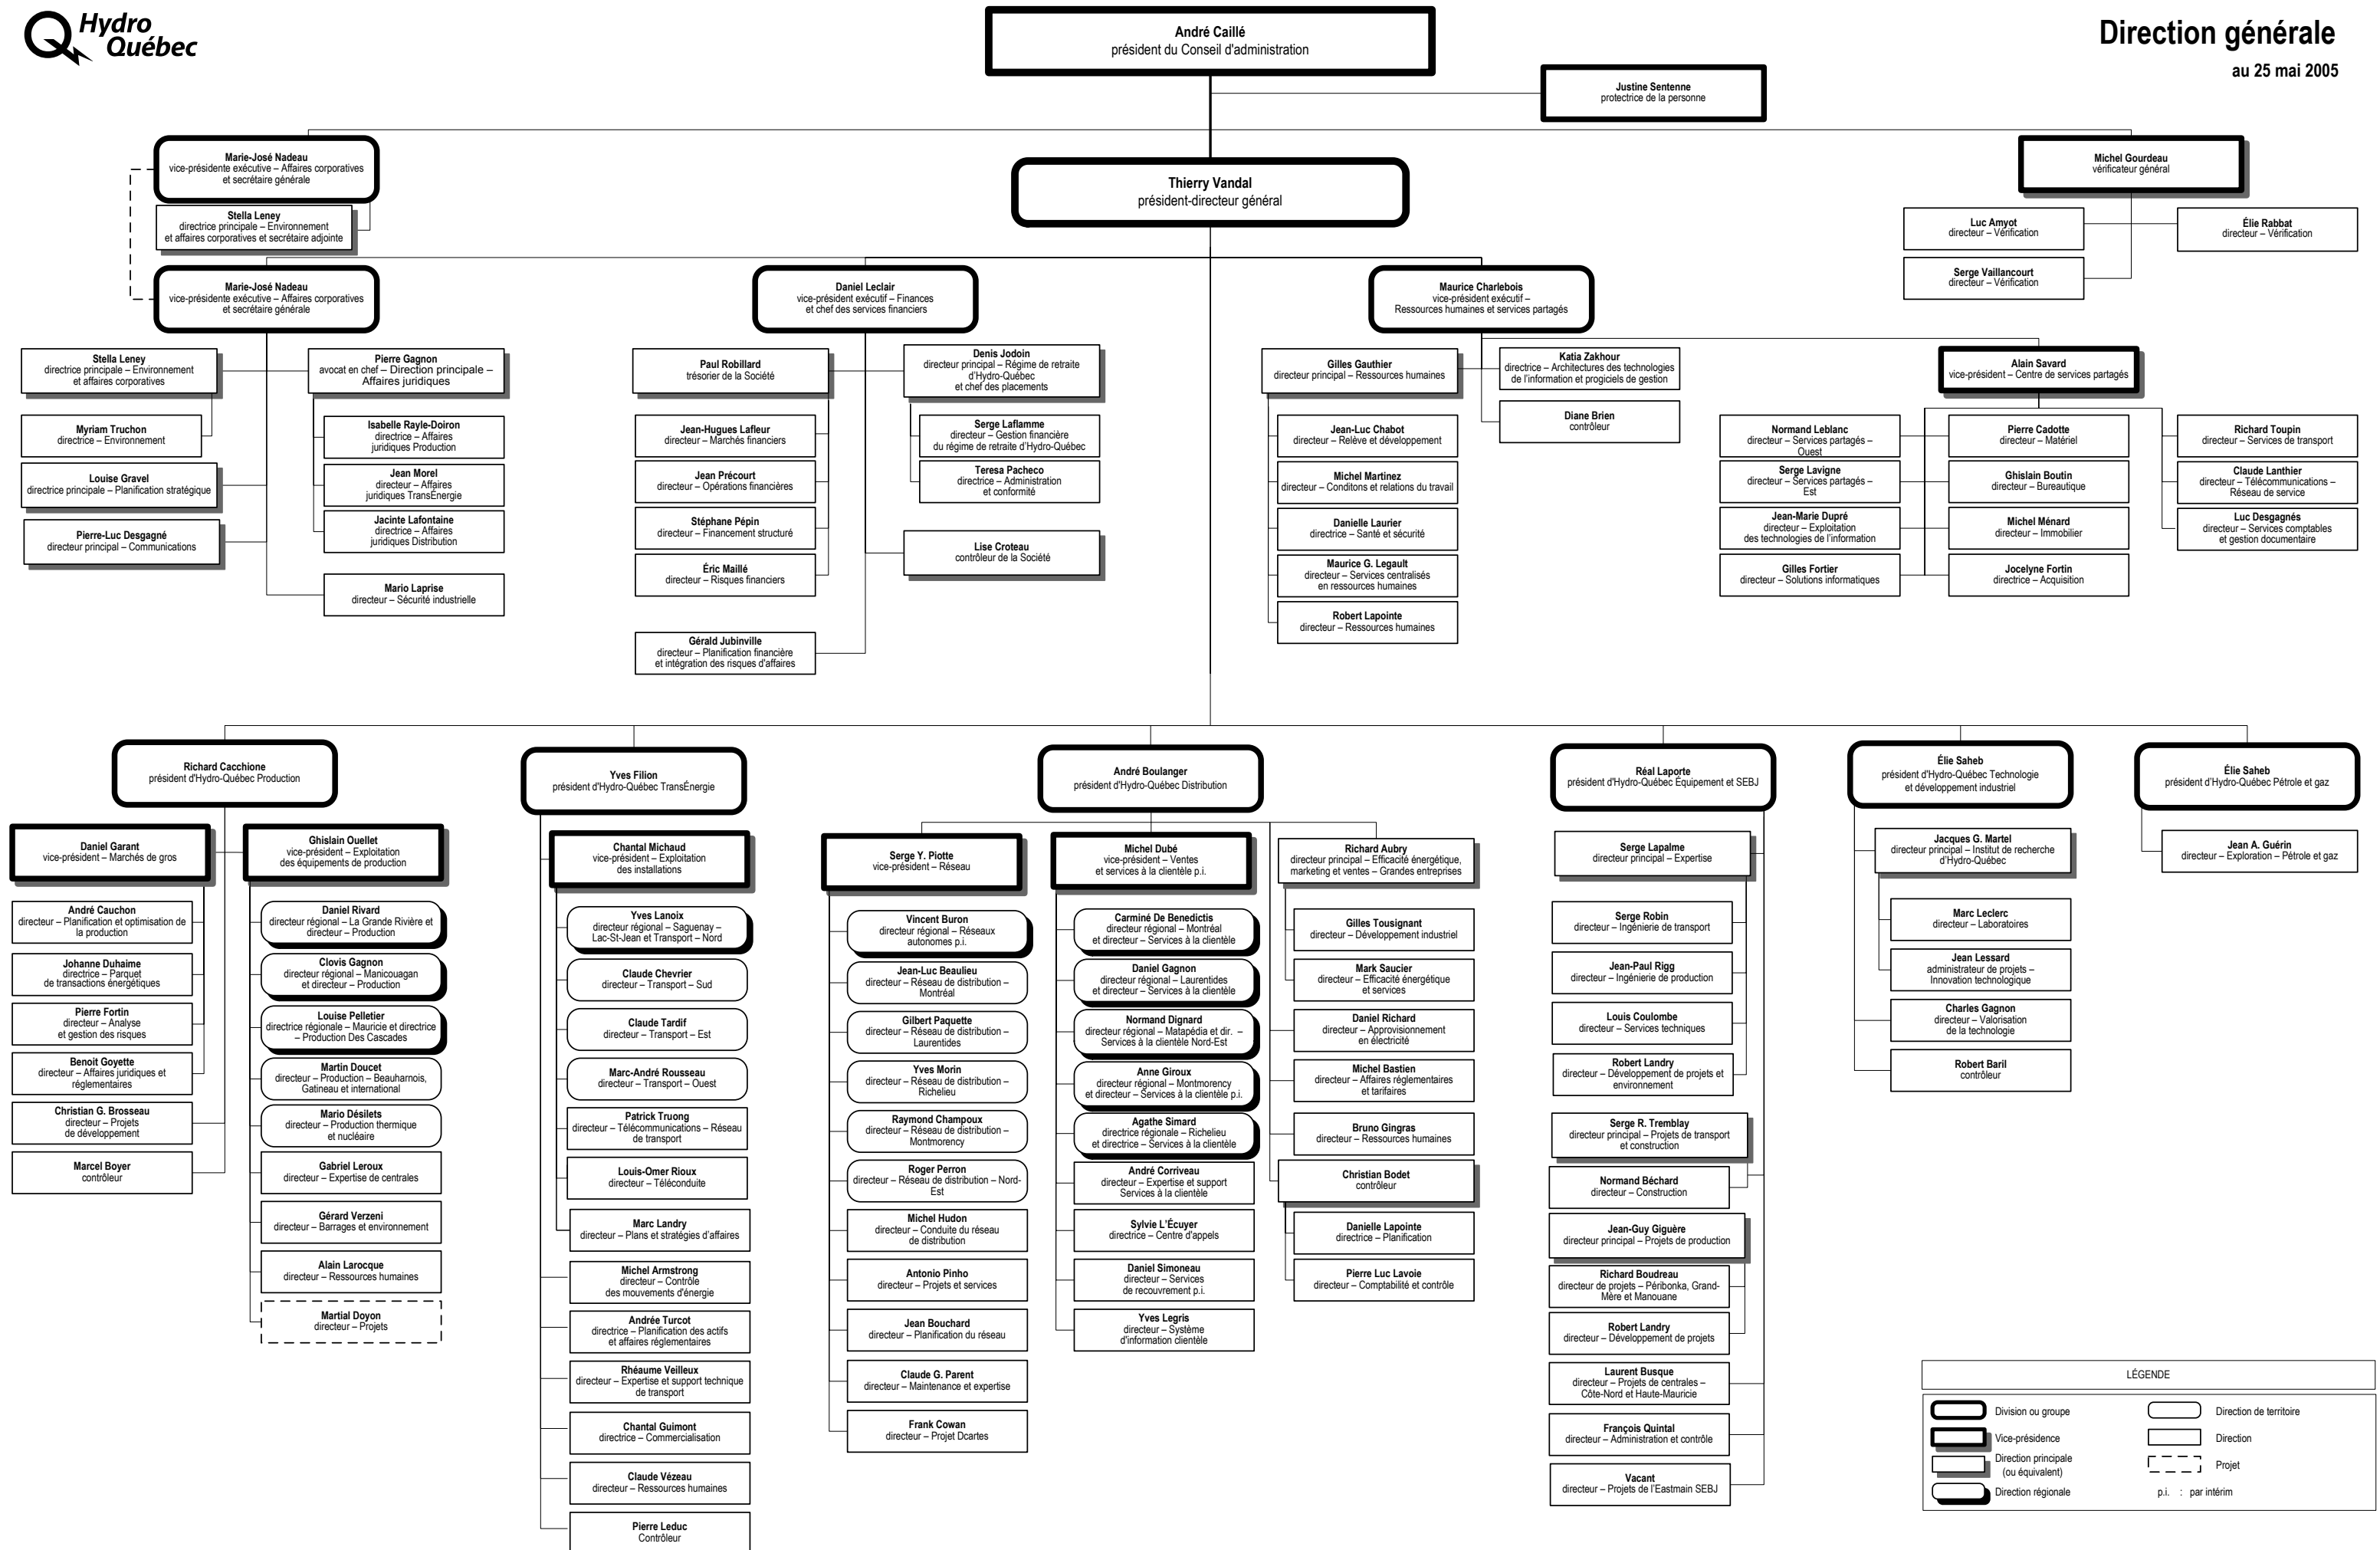 Hydro
Québec
Direction générale
au 25 mai 2005
André Caillé
président du Conseil d'administration
Justine Sentenne
protectrice de la personne
Marie-José Nadeau
vice-présidente exécutive – Affaires corporatives
et secrétaire générale
Stella Leney
directrice principale – Environnement
et affaires corporatives et secrétaire adjointe
Thierry Vandal
président-directeur général
Michel Gourdeau
vérificateur général
Luc Amyot
directeur – Vérification
Élie Rabbat
directeur – Vérification
Serge Vaillancourt
directeur – Vérification
Marie-José Nadeau
vice-présidente exécutive – Affaires corporatives
et secrétaire générale
Stella Leney
directrice principale – Environnement
et affaires corporatives
Myriam Truchon
directrice – Environnement
Louise Gravel
directrice principale – Planification stratégique
Pierre-Luc Desgagné
directeur principal – Communications
Pierre Gagnon
avocat en chef – Direction principale –
Affaires juridiques
Isabelle Rayle-Doiron
directrice – Affaires
juridiques Production
Jean Morel
directeur – Affaires
juridiques TransÉnergie
Jacinte Lafontaine
directrice – Affaires
juridiques Distribution
Mario Laprise
directeur – Sécurité industrielle
Daniel Leclair
vice-président exécutif – Finances
et chef des services financiers
Paul Robillard
trésorier de la Société
Jean-Hugues Lafleur
directeur – Marchés financiers
Jean Précourt
directeur – Opérations financières
Stéphane Pépin
directeur – Financement structuré
Éric Maillé
directeur – Risques financiers
Gérald Jubinville
directeur – Planification financière
et intégration des risques d'affaires
Denis Jodoin
directeur principal – Régime de retraite
d'Hydro-Québec
et chef des placements
Serge Laflamme
directeur – Gestion financière
du régime de retraite d'Hydro-Québec
Teresa Pacheco
directrice – Administration
et conformité
Lise Croteau
contrôleur de la Société
Maurice Charlebois
vice-président exécutif –
Ressources humaines et services partagés
Gilles Gauthier
directeur principal – Ressources humaines
Jean-Luc Chabot
directeur – Relève et développement
Michel Martinez
directeur – Conditons et relations du travail
Danielle Laurier
directrice – Santé et sécurité
Maurice G. Legault
directeur – Services centralisés
en ressources humaines
Robert Lapointe
directeur – Ressources humaines
Katia Zakhour
directrice – Architectures des technologies
de l'information et progiciels de gestion
Diane Brien
contrôleur
Alain Savard
vice-président – Centre de services partagés
Normand Leblanc
directeur – Services partagés –
Ouest
Serge Lavigne
directeur – Services partagés –
Est
Jean-Marie Dupré
directeur – Exploitation
des technologies de l'information
Gilles Fortier
directeur – Solutions informatiques
Pierre Cadotte
directeur – Matériel
Ghislain Boutin
directeur – Bureautique
Michel Ménard
directeur – Immobilier
Jocelyne Fortin
directrice – Acquisition
Richard Toupin
directeur – Services de transport
Claude Lanthier
directeur – Télécommunications –
Réseau de service
Luc Desgagnés
directeur – Services comptables
et gestion documentaire
Richard Cacchione
président d'Hydro-Québec Production
Daniel Garant
vice-président – Marchés de gros
André Cauchon
directeur – Planification et optimisation de
la production
Johanne Duhaime
directrice – Parquet
de transactions énergétiques
Pierre Fortin
directeur – Analyse
et gestion des risques
Benoit Goyette
directeur – Affaires juridiques et
réglementaires
Christian G. Brosseau
directeur – Projets
de développement
Marcel Boyer
contrôleur
Ghislain Ouellet
vice-président – Exploitation
des équipements de production
Daniel Rivard
directeur régional – La Grande Rivière et
directeur – Production
Clovis Gagnon
directeur régional – Manicouagan
et directeur – Production
Louise Pelletier
directrice régionale – Mauricie et directrice
– Production Des Cascades
Martin Doucet
directeur – Production – Beauharnois,
Gatineau et international
Mario Désilets
directeur – Production thermique
et nucléaire
Gabriel Leroux
directeur – Expertise de centrales
Gérard Verzeni
directeur – Barrages et environnement
Alain Larocque
directeur – Ressources humaines
Martial Doyon
directeur – Projets
Yves Filion
président d'Hydro-Québec TransÉnergie
Chantal Michaud
vice-président – Exploitation
des installations
Yves Lanoix
directeur régional – Saguenay –
Lac-St-Jean et Transport – Nord
Claude Chevrier
directeur – Transport – Sud
Claude Tardif
directeur – Transport – Est
Marc-André Rousseau
directeur – Transport – Ouest
Patrick Truong
directeur – Télécommunications – Réseau
de transport
Louis-Omer Rioux
directeur – Téléconduite
Marc Landry
directeur – Plans et stratégies d'affaires
Michel Armstrong
directeur – Contrôle
des mouvements d'énergie
Andrée Turcot
directrice – Planification des actifs
et affaires réglementaires
Rhéaume Veilleux
directeur – Expertise et support technique
de transport
Chantal Guimont
directrice – Commercialisation
Claude Vézeau
directeur – Ressources humaines
Pierre Leduc
Contrôleur
André Boulanger
président d'Hydro-Québec Distribution
Serge Y. Piotte
vice-président – Réseau
Vincent Buron
directeur régional – Réseaux
autonomes p.i.
Jean-Luc Beaulieu
directeur – Réseau de distribution –
Montréal
Gilbert Paquette
directeur – Réseau de distribution –
Laurentides
Yves Morin
directeur – Réseau de distribution –
Richelieu
Raymond Champoux
directeur – Réseau de distribution –
Montmorency
Roger Perron
directeur – Réseau de distribution – Nord-
Est
Michel Hudon
directeur – Conduite du réseau
de distribution
Antonio Pinho
directeur – Projets et services
Jean Bouchard
directeur – Planification du réseau
Claude G. Parent
directeur – Maintenance et expertise
Frank Cowan
directeur – Projet Dcartes
Michel Dubé
vice-président – Ventes
et services à la clientèle p.i.
Carminé De Benedictis
directeur régional – Montréal
et directeur – Services à la clientèle
Daniel Gagnon
directeur régional – Laurentides
et directeur – Services à la clientèle
Normand Dignard
directeur régional – Matapédia et dir. –
Services à la clientèle Nord-Est
Anne Giroux
directeur régional – Montmorency
et directeur – Services à la clientèle p.i.
Agathe Simard
directrice régionale – Richelieu
et directrice – Services à la clientèle
André Corriveau
directeur – Expertise et support
Services à la clientèle
Sylvie L'Écuyer
directrice – Centre d'appels
Daniel Simoneau
directeur – Services
de recouvrement p.i.
Yves Legris
directeur – Système
d'information clientèle
Richard Aubry
directeur principal – Efficacité énergétique,
marketing et ventes – Grandes entreprises
Gilles Tousignant
directeur – Développement industriel
Mark Saucier
directeur – Efficacité énergétique
et services
Daniel Richard
directeur – Approvisionnement
en électricité
Michel Bastien
directeur – Affaires réglementaires
et tarifaires
Bruno Gingras
directeur – Ressources humaines
Christian Bodet
contrôleur
Danielle Lapointe
directrice – Planification
Pierre Luc Lavoie
directeur – Comptabilité et contrôle
Réal Laporte
président d'Hydro-Québec Équipement et SEBJ
Serge Lapalme
directeur principal – Expertise
Serge Robin
directeur – Ingénierie de transport
Jean-Paul Rigg
directeur – Ingénierie de production
Louis Coulombe
directeur – Services techniques
Robert Landry
directeur – Développement de projets et
environnement
Serge R. Tremblay
directeur principal – Projets de transport
et construction
Normand Béchard
directeur – Construction
Jean-Guy Giguère
directeur principal – Projets de production
Richard Boudreau
directeur de projets – Péribonka, Grand-
Mère et Manouane
Robert Landry
directeur – Développement de projets
Laurent Busque
directeur – Projets de centrales –
Côte-Nord et Haute-Mauricie
François Quintal
directeur – Administration et contrôle
Vacant
directeur – Projets de l'Eastmain SEBJ
Élie Saheb
président d'Hydro-Québec Technologie
et développement industriel
Jacques G. Martel
directeur principal – Institut de recherche
d'Hydro-Québec
Marc Leclerc
directeur – Laboratoires
Jean Lessard
administrateur de projets –
Innovation technologique
Charles Gagnon
directeur – Valorisation
de la technologie
Robert Baril
contrôleur
Élie Saheb
président d'Hydro-Québec Pétrole et gaz
Jean A. Guérin
directeur – Exploration – Pétrole et gaz
LÉGENDE
Division ou groupe
Vice-présidence
Direction principale
(ou équivalent)
Direction régionale
Direction de territoire
Direction
Projet
p.i. : par intérim